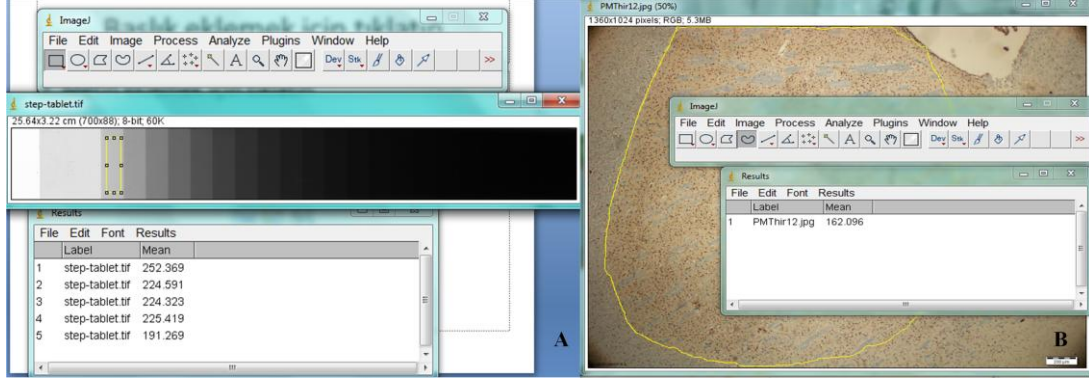 Başlık eklemek için tıklatın
ImageJ
File Edit Image Process Analyze Plugins Window Help
A Dev Stk >>
step-tablet.tif
25.64x3.22 cm (700x88); 8-bit; 60K
Results
File Edit Font Results
Label Mean
1 step-tablet.tif 252.369
2 step-tablet.tif 224.591
3 step-tablet.tif 224.323
4 step-tablet.tif 225.419
5 step-tablet.tif 191.269
A
PMThir12.jpg (50%)
1360x1024 pixels; RGB; 5.3MB
ImageJ
File Edit Image Process Analyze Plugins Window Help
A Dev Stk >>
Results
File Edit Font Results
Label Mean
1 PMThir12.jpg 162.096
B